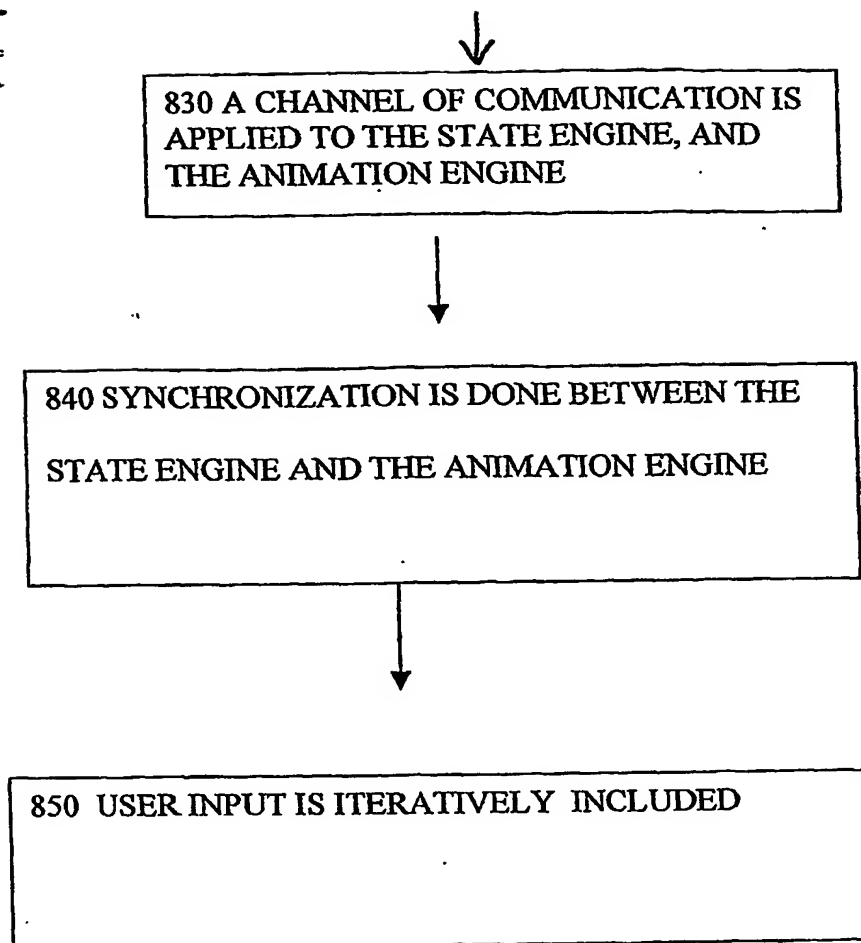 830 A CHANNEL OF COMMUNICATION IS
APPLIED TO THE STATE ENGINE, AND
THE ANIMATION ENGINE
840 SYNCHRONIZATION IS DONE BETWEEN THE
STATE ENGINE AND THE ANIMATION ENGINE
850 USER INPUT IS ITERATIVELY INCLUDED